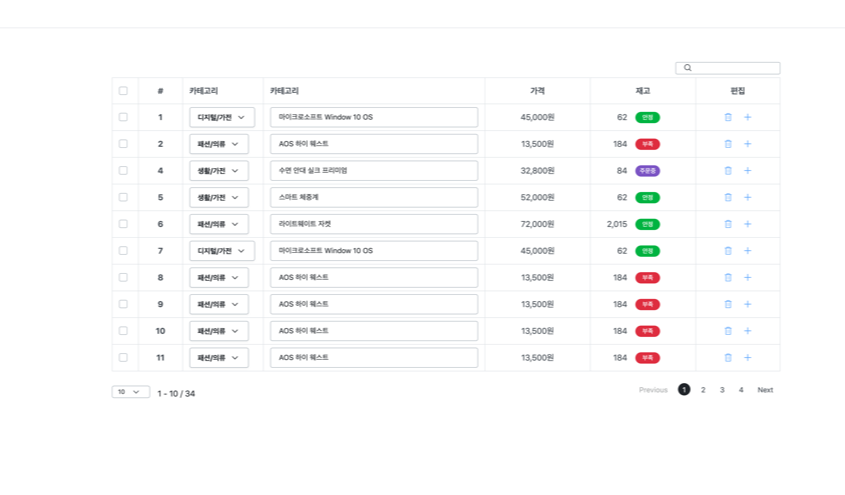 # 카테고리 카테고리 가격 재고 편집
1 디지털/가전 마이크로소프트 Window 10 OS 45,000원 62 안정
2 패션/의류 AOS 하이 웨스트 13,500원 184 부족
4 생활/가전 수면 안대 실크 프리미엄 32,800원 84 주문중
5 생활/가전 스마트 체중계 52,000원 62 안정
6 패션/의류 라이트웨이트 자켓 72,000원 2,015 안정
7 디지털/가전 마이크로소프트 Window 10 OS 45,000원 62 안정
8 패션/의류 AOS 하이 웨스트 13,500원 184 부족
9 패션/의류 AOS 하이 웨스트 13,500원 184 부족
10 패션/의류 AOS 하이 웨스트 13,500원 184 부족
11 패션/의류 AOS 하이 웨스트 13,500원 184 부족
10 1 - 10 / 34 Previous 1 2 3 4 Next